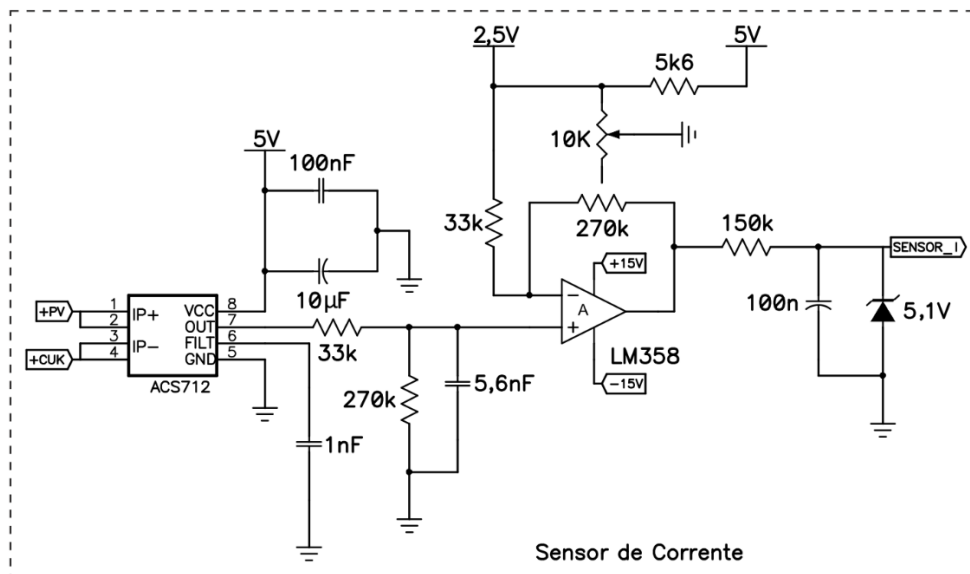 2,5V
5V
5k6
10K
5V
100nF
33k
270k
150k
SENSOR_I
+15V
10µF
A
100n
5,1V
+PV
1
2
3
4
IP+
IP-
VCC
OUT
FILT
GND
8
7
6
5
ACS712
+CUK
33k
-
+
LM358
-15V
270k
5,6nF
1nF
Sensor de Corrente